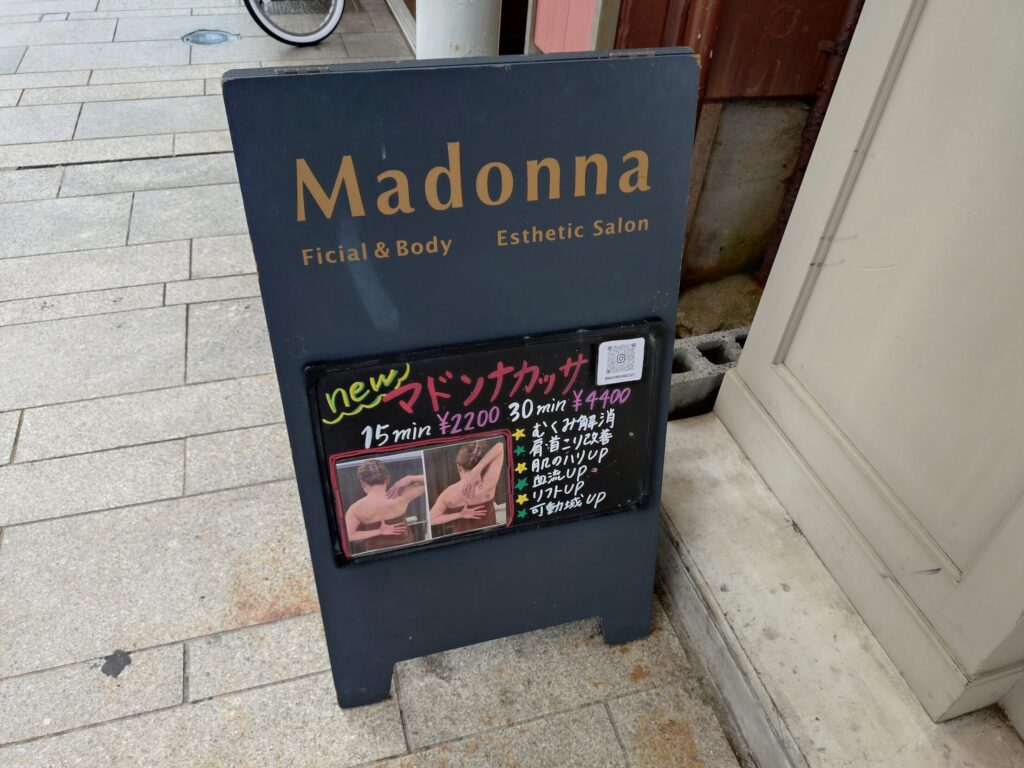 Madonna
Ficial & Body Esthetic Salon
new マドンナカッサ
15min ¥2200 30min ¥4400
むくみ解消
肩・首こり改善
肌のハリUP
血流UP
リフトUP
可動域UP